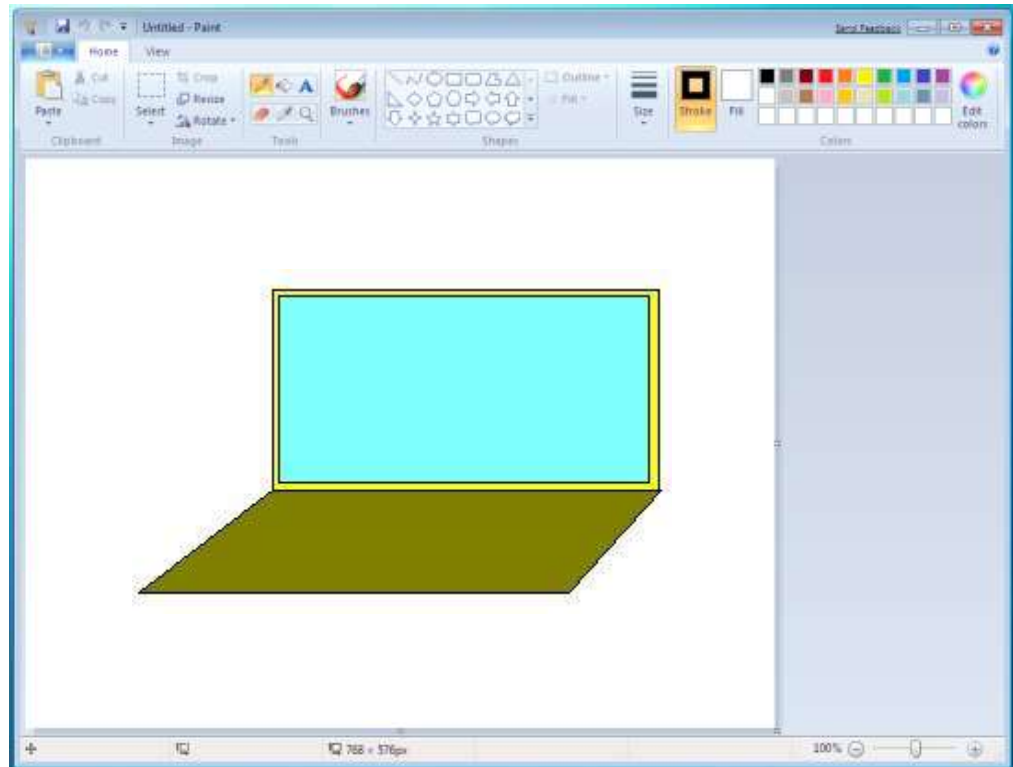 Untitled - Paint
Send Feedback
Home View
Paste
Cut
Copy
Select
Crop
Resize
Rotate
A
Brushes
Outline
Fill
Size
Stroke
Fill
Edit colors
Clipboard
Image
Tools
Shapes
Colors
768 × 576px
100%